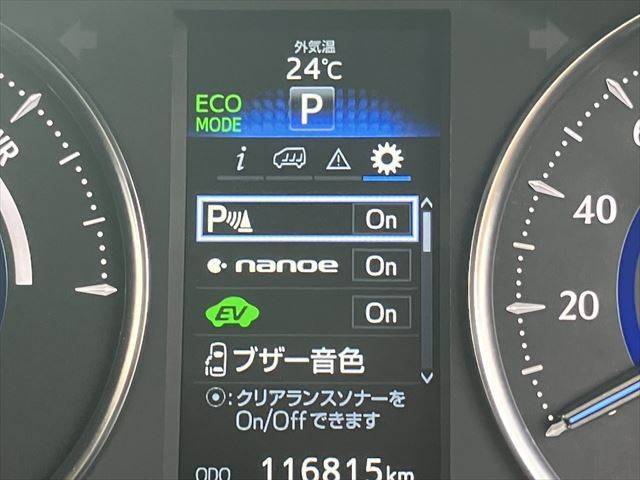 外気温
24℃
ECO
MODE
P
i
P
On
nanoe
On
EV
On
ブザー音色
⦿:クリアランスソナーを
On/Offできます
ODO 116815km
40
20